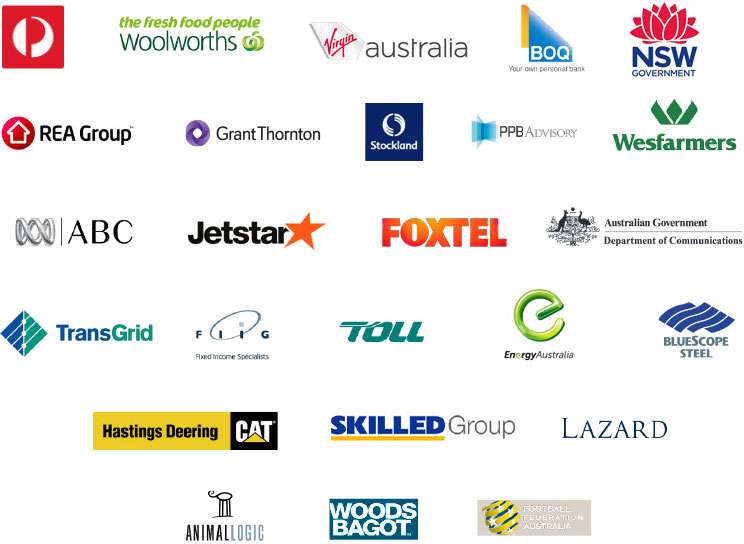 the fresh food people
Woolworths
Virgin australia
BOQ
Your own personal bank
NSW
GOVERNMENT
REA Group
GrantThornton
Stockland
PPB ADVISORY
Wesfarmers
ABC
Jetstar
FOXTEL
Australian Government
Department of Communications
TransGrid
FIIG
Fixed Income Specialists
TOLL
EnergyAustralia
BLUESCOPE
STEEL
Hastings Deering CAT
SKILLED Group
LAZARD
ANIMALLOGIC
WOODS
BAGOT
FOOTBALL
FEDERATION
AUSTRALIA